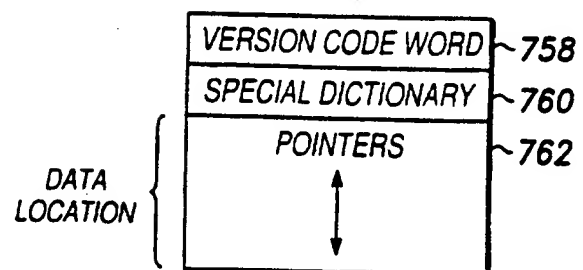 VERSION CODE WORD 758
SPECIAL DICTIONARY 760
POINTERS 762
DATA
LOCATION